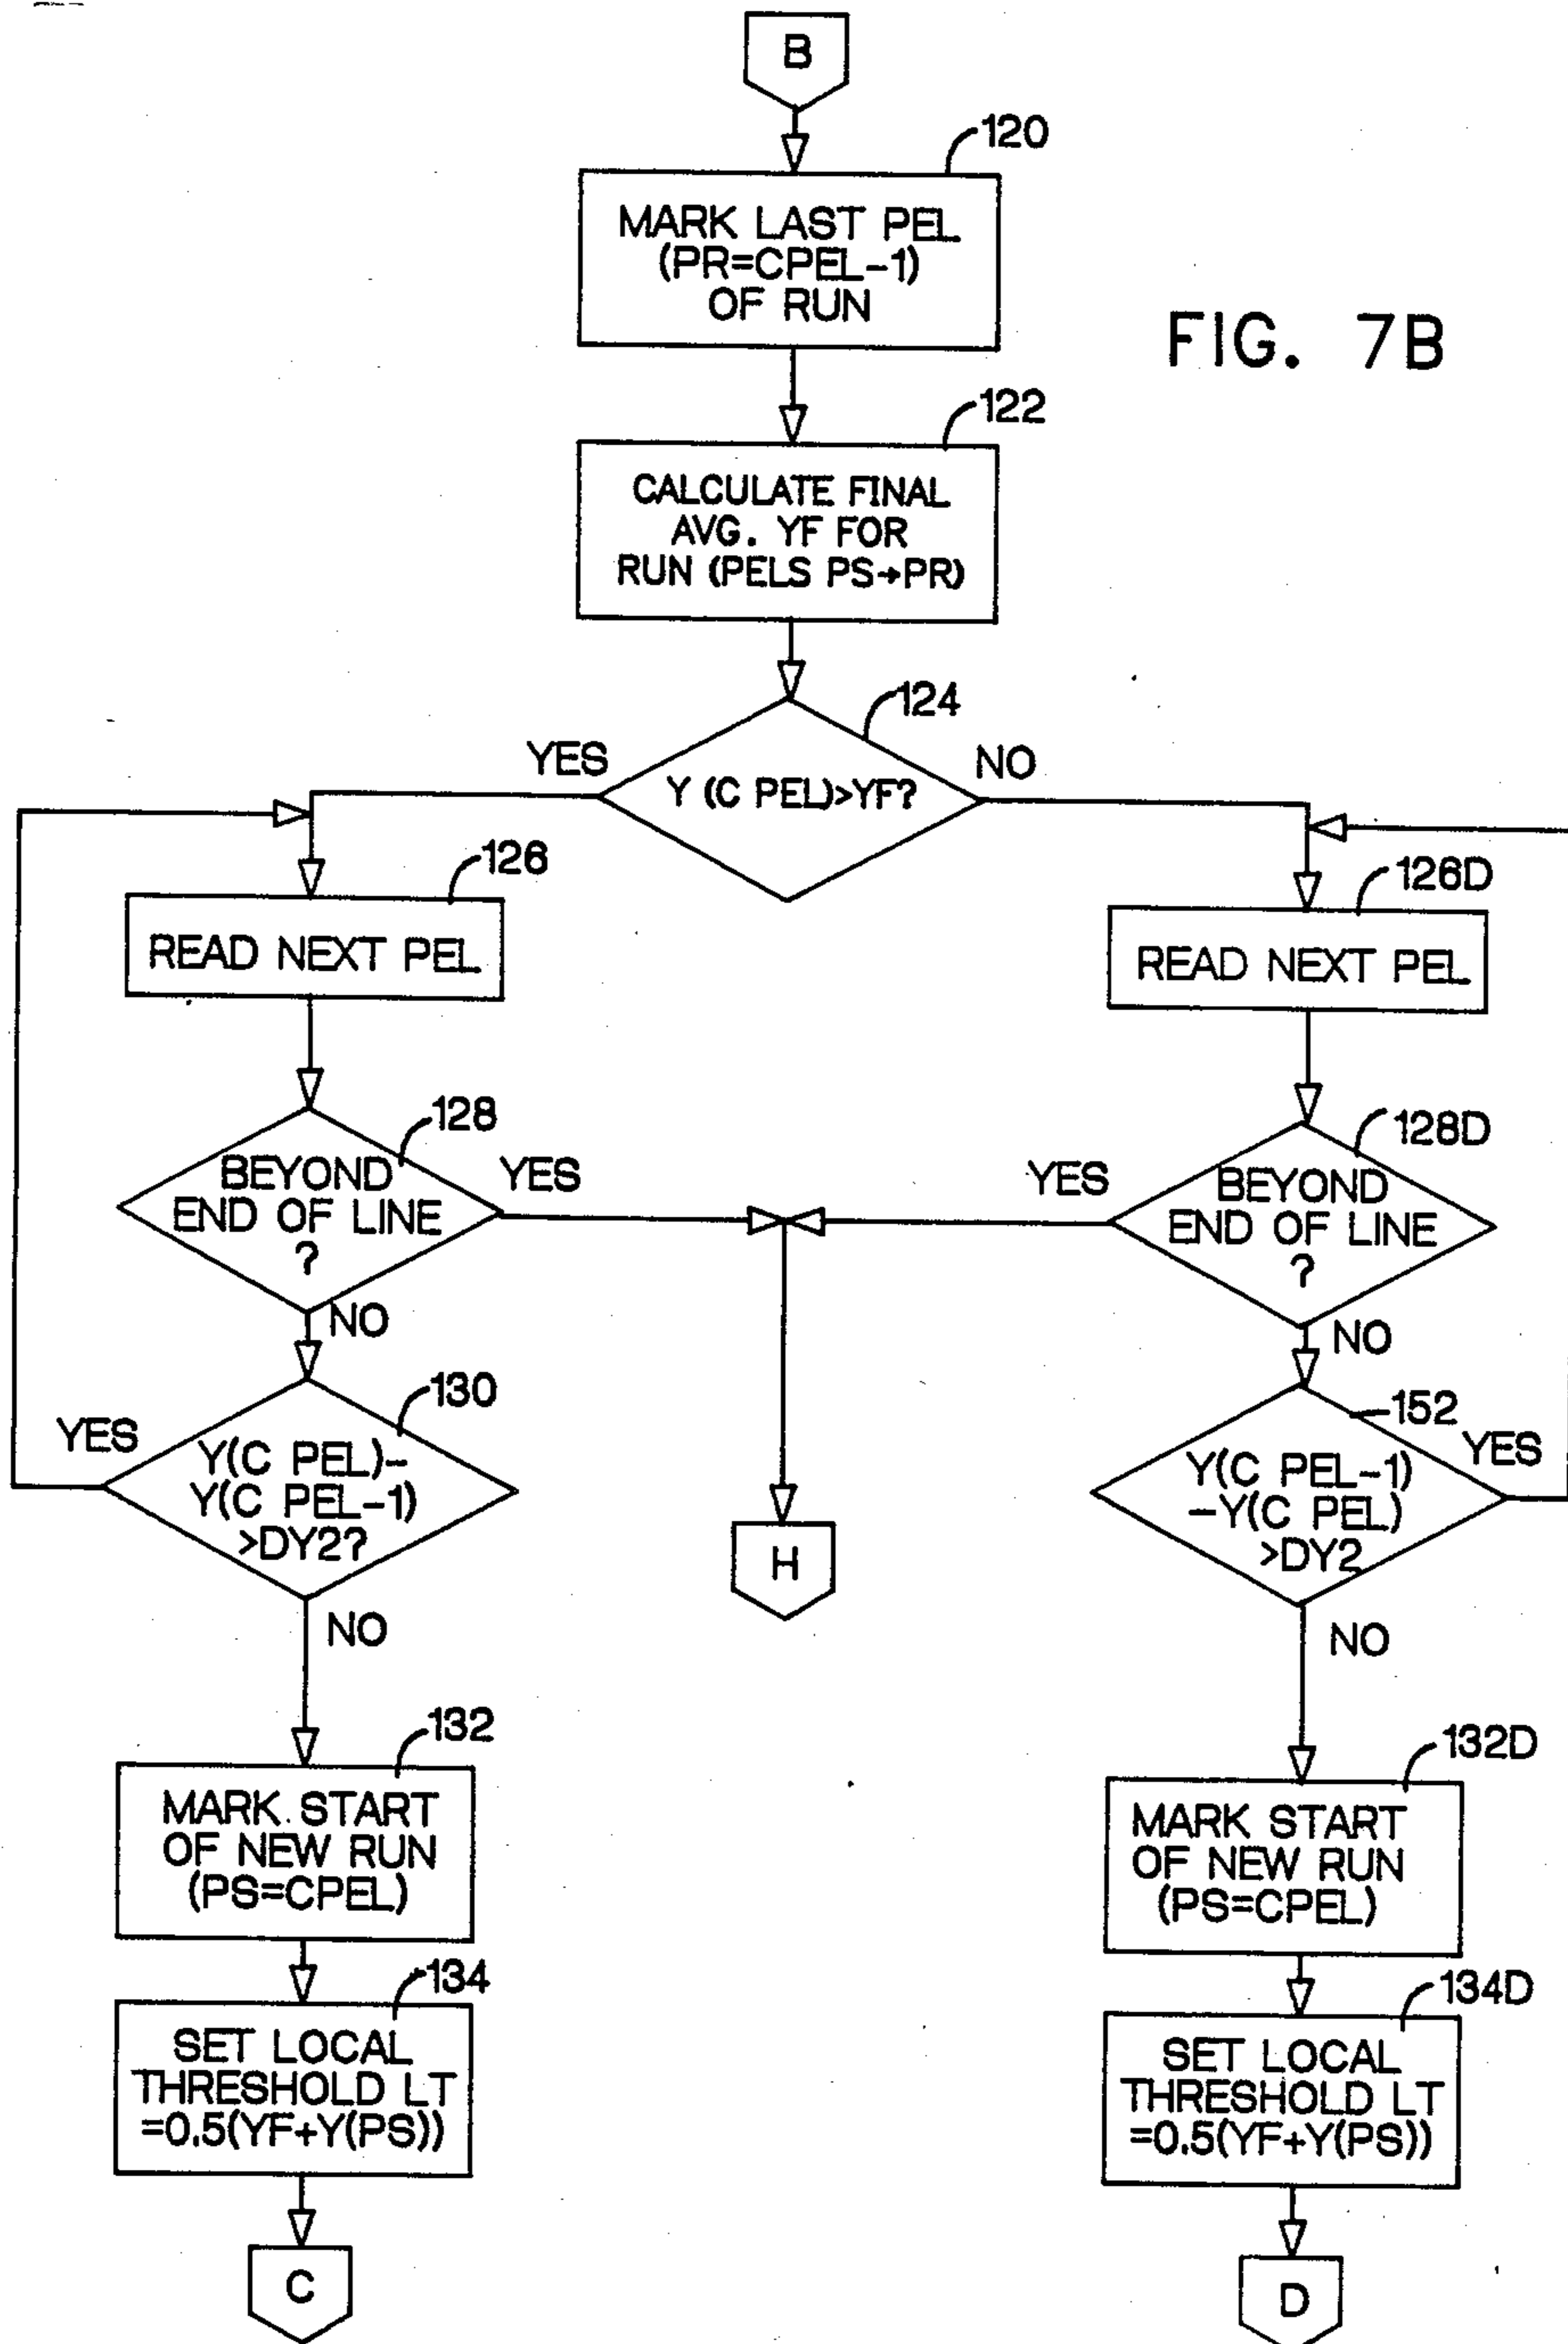 B
120
MARK LAST PEL
(PR=CPEL-1)
OF RUN
FIG. 7B
122
CALCULATE FINAL
AVG. YF FOR
RUN (PELS PS→PR)
124
YES
Y (C PEL)>YF?
NO
126
READ NEXT PEL
126D
READ NEXT PEL
128
BEYOND
END OF LINE
?
YES
NO
128D
YES
BEYOND
END OF LINE
?
NO
130
YES
Y(C PEL)-
Y(C PEL-1)
>DY2?
NO
152
YES
Y(C PEL-1)
-Y(C PEL)
>DY2
NO
H
132
MARK START
OF NEW RUN
(PS=CPEL)
132D
MARK START
OF NEW RUN
(PS=CPEL)
134
SET LOCAL
THRESHOLD LT
=0.5(YF+Y(PS))
134D
SET LOCAL
THRESHOLD LT
=0.5(YF+Y(PS))
C
D